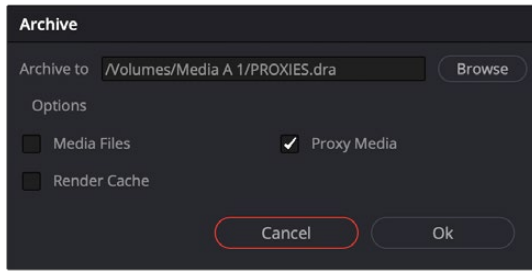 Archive
Archive to /Volumes/Media A 1/PROXIES.dra Browse
Options
Media Files Proxy Media
Render Cache
Cancel Ok